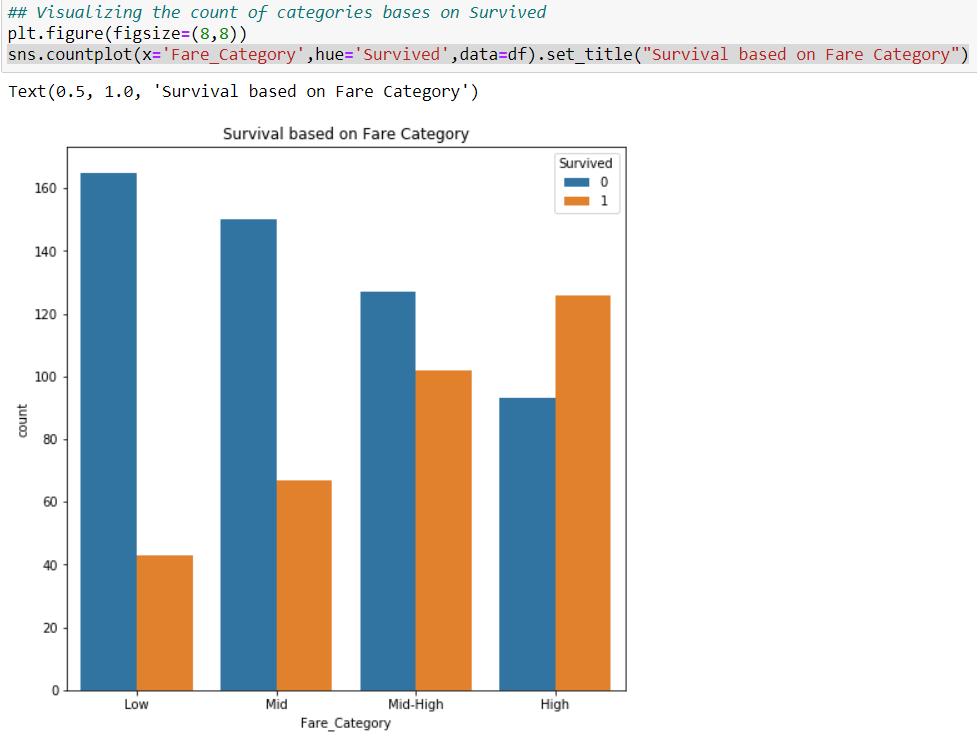 ## Visualizing the count of categories bases on Survived
plt.figure(figsize=(8,8))
sns.countplot(x='Fare_Category',hue='Survived',data=df).set_title("Survival based on Fare Category")
Text(0.5, 1.0, 'Survival based on Fare Category')
Survival based on Fare Category
Survived
0
1
160
140
120
100
80
60
40
20
0
count
Low Mid Mid-High High
Fare_Category